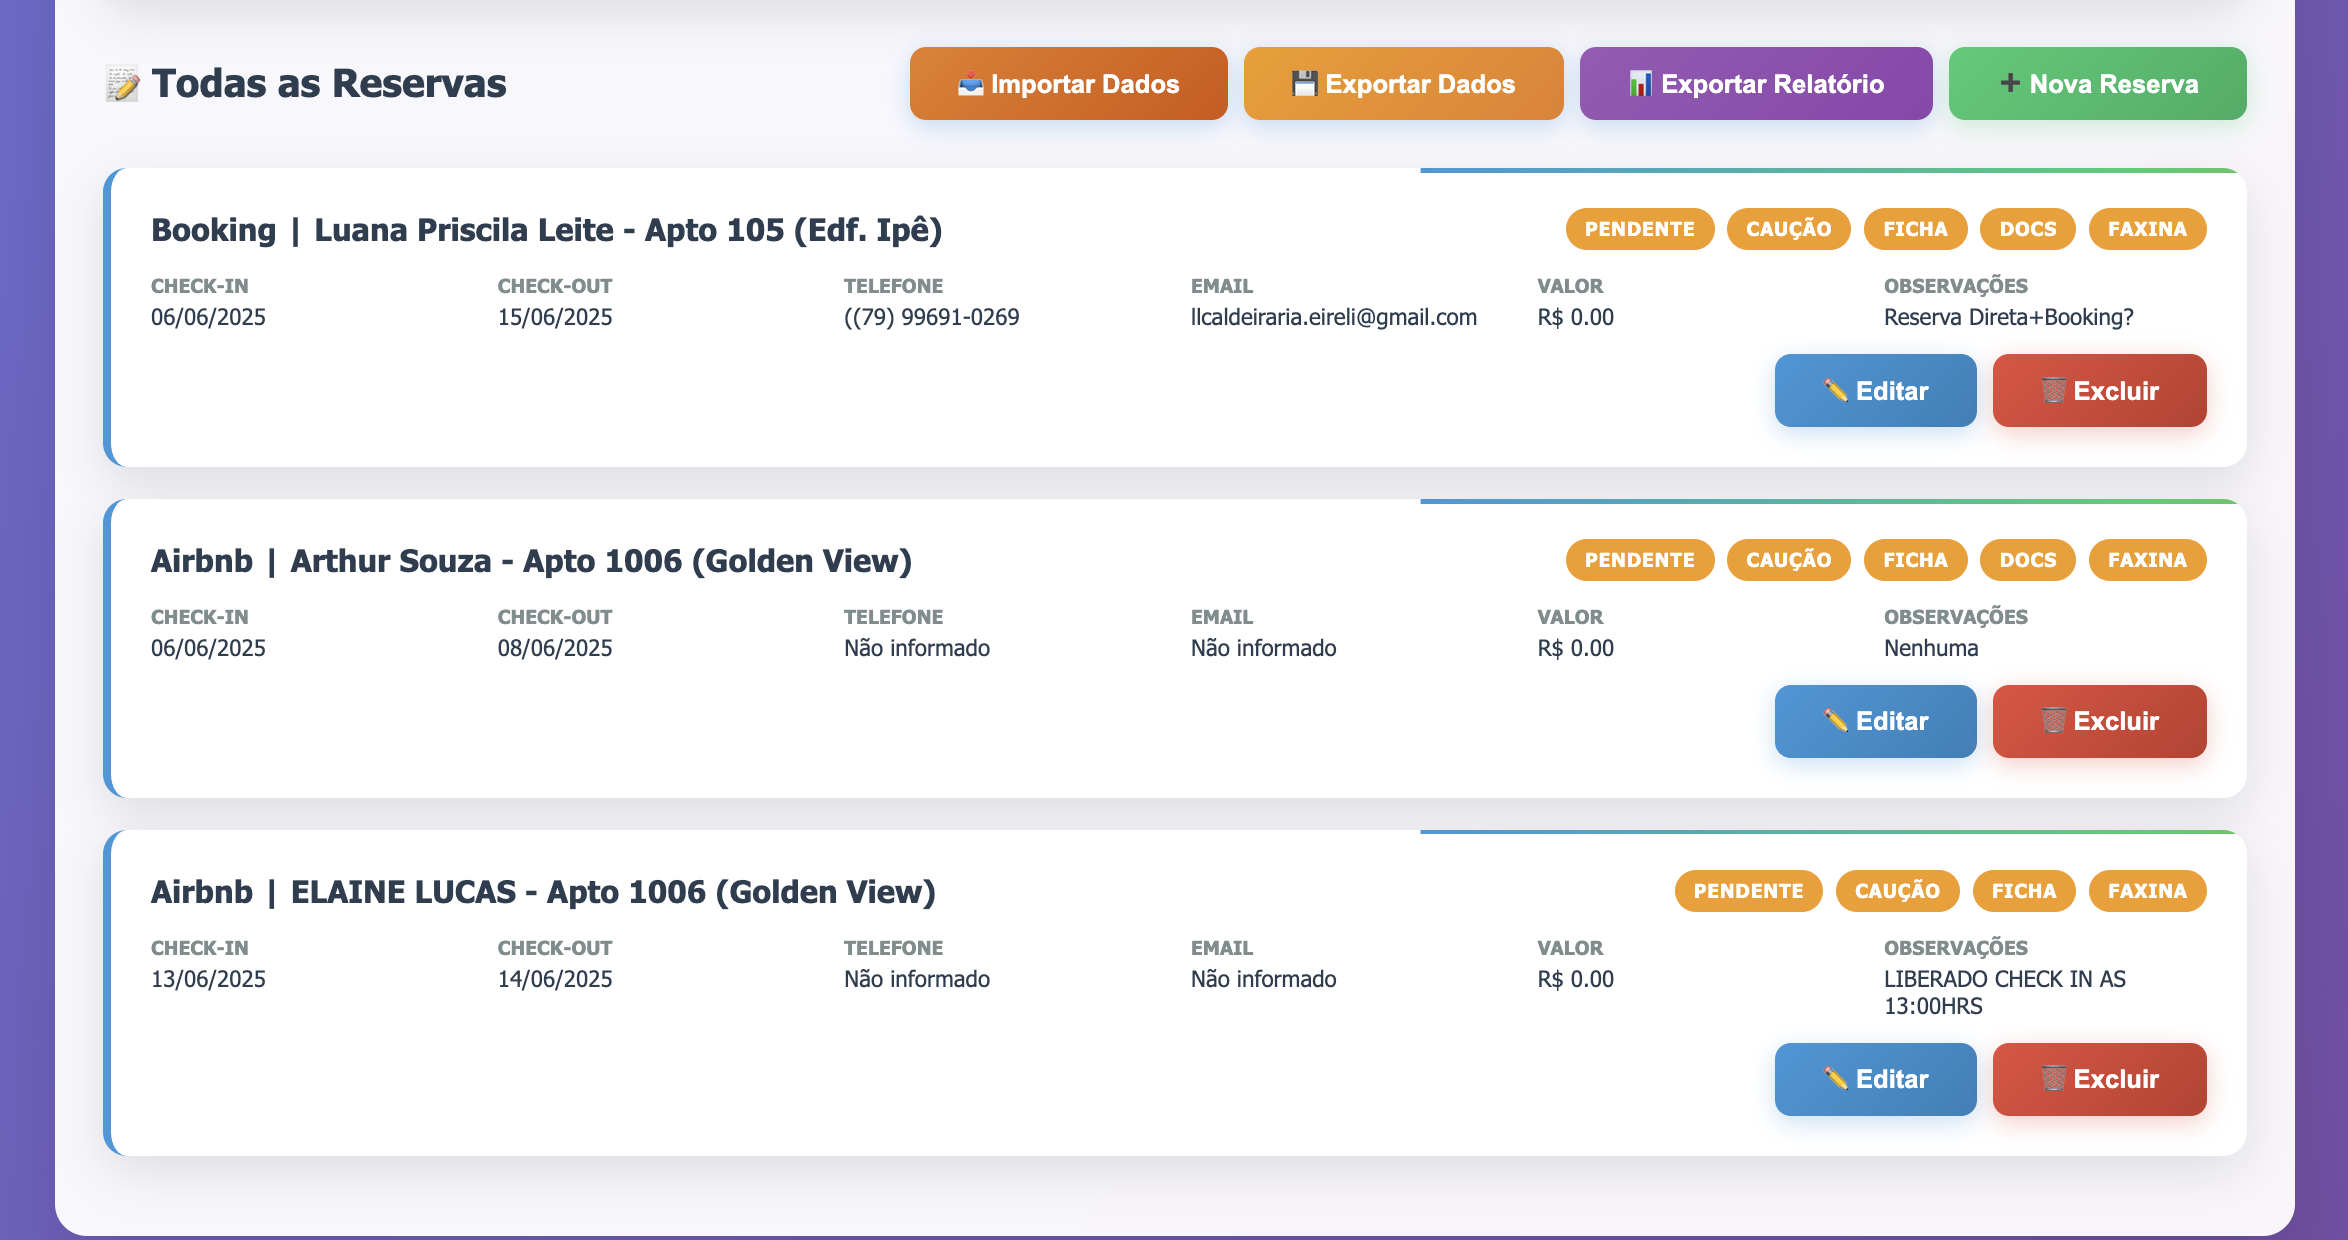 📝 Todas as Reservas
📥 Importar Dados
💾 Exportar Dados
📊 Exportar Relatório
➕ Nova Reserva
Booking | Luana Priscila Leite - Apto 105 (Edf. Ipê)
PENDENTE CAUÇÃO FICHA DOCS FAXINA
CHECK-IN CHECK-OUT TELEFONE EMAIL VALOR OBSERVAÇÕES
06/06/2025 15/06/2025 ((79) 99691-0269 llcaldeiraria.eireli@gmail.com R$ 0.00 Reserva Direta+Booking?
✏️ Editar 🗑️ Excluir
Airbnb | Arthur Souza - Apto 1006 (Golden View)
PENDENTE CAUÇÃO FICHA DOCS FAXINA
CHECK-IN CHECK-OUT TELEFONE EMAIL VALOR OBSERVAÇÕES
06/06/2025 08/06/2025 Não informado Não informado R$ 0.00 Nenhuma
✏️ Editar 🗑️ Excluir
Airbnb | ELAINE LUCAS - Apto 1006 (Golden View)
PENDENTE CAUÇÃO FICHA FAXINA
CHECK-IN CHECK-OUT TELEFONE EMAIL VALOR OBSERVAÇÕES
13/06/2025 14/06/2025 Não informado Não informado R$ 0.00 LIBERADO CHECK IN AS
13:00HRS
✏️ Editar 🗑️ Excluir